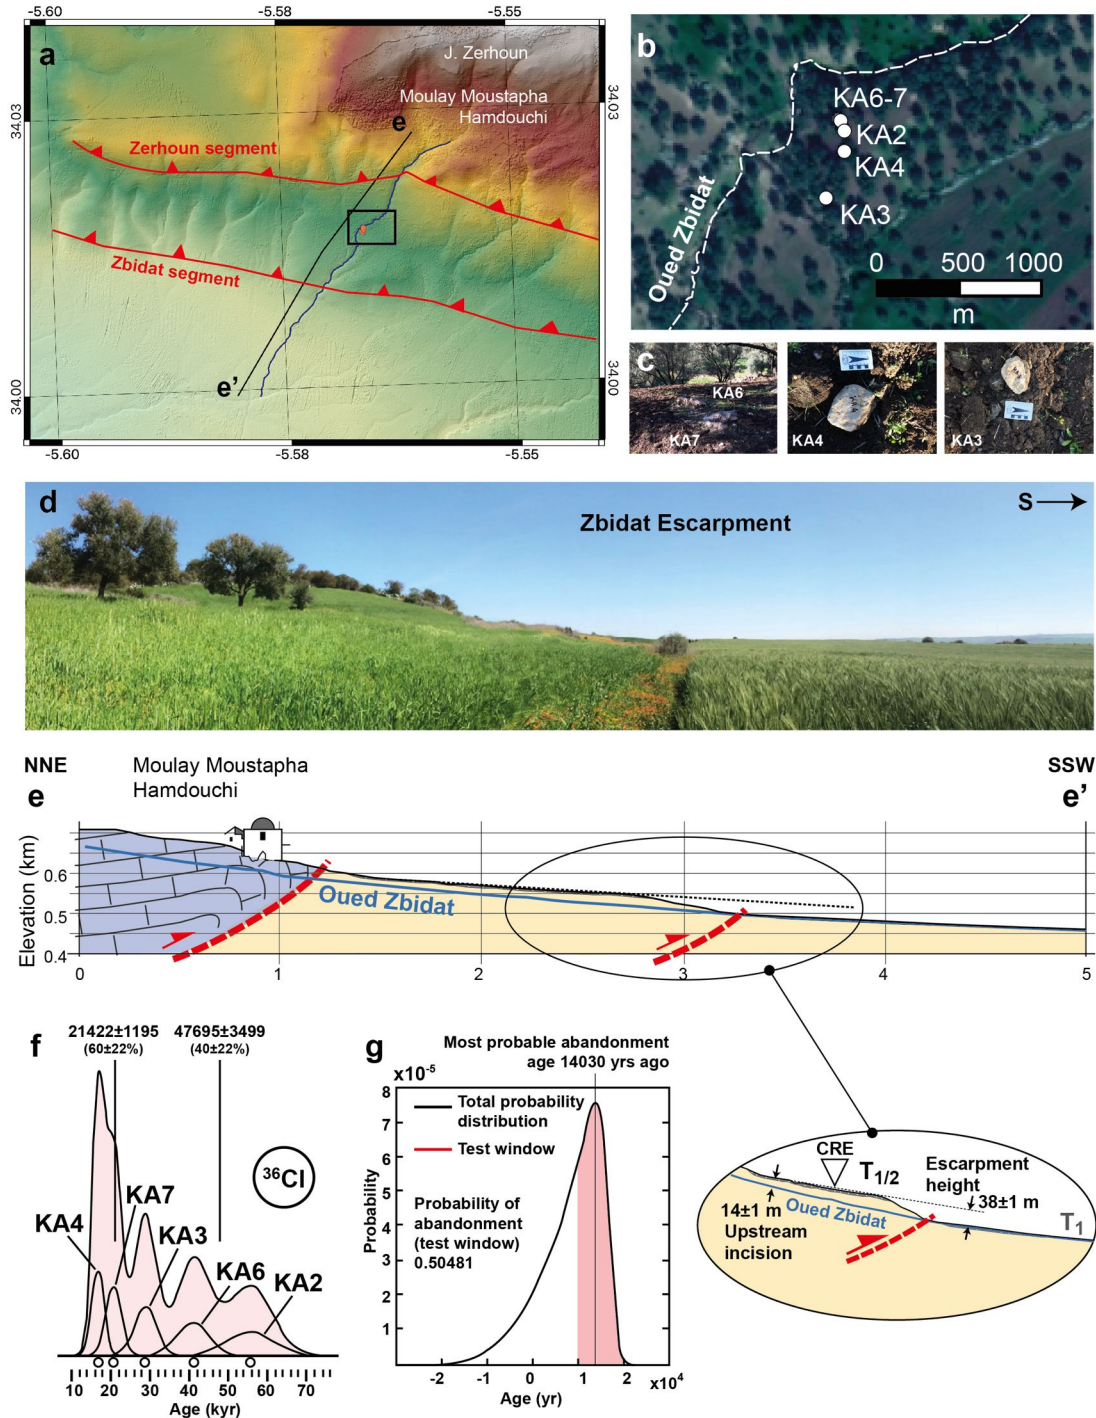 -5.60
-5.58
-5.55
a
J. Zerhoun
Moulay Moustapha
Hamdouchi
e
34.03
34.03
Zerhoun segment
Zbidat segment
e'
34.00
34.00
-5.60
-5.58
-5.55
b
KA6-7
KA2
KA4
KA3
Oued Zbidat
0 500 1000
m
c
KA6
KA7
KA4
KA3
d
S
Zbidat Escarpment
NNE
Moulay Moustapha
Hamdouchi
SSW
e
e'
Elevation (km)
0.6
0.5
0.4
Oued Zbidat
0 1 2 3 4 5
f
21422±1195
(60±22%)
47695±3499
(40±22%)
³⁶Cl
KA4
KA7
KA3
KA6
KA2
10 20 30 40 50 60 70
Age (kyr)
g
Most probable abandonment
age 14030 yrs ago
x10⁻⁵
8
7
6
5
4
3
2
1
Probability
Total probability
distribution
Test window
Probability of
abandonment
(test window)
0.50481
-2 -1 0 1 2 x10⁴
Age (yr)
CRE
T1/2
Escarpment
height
38±1 m
14±1 m
Upstream
incision
Oued Zbidat
T1